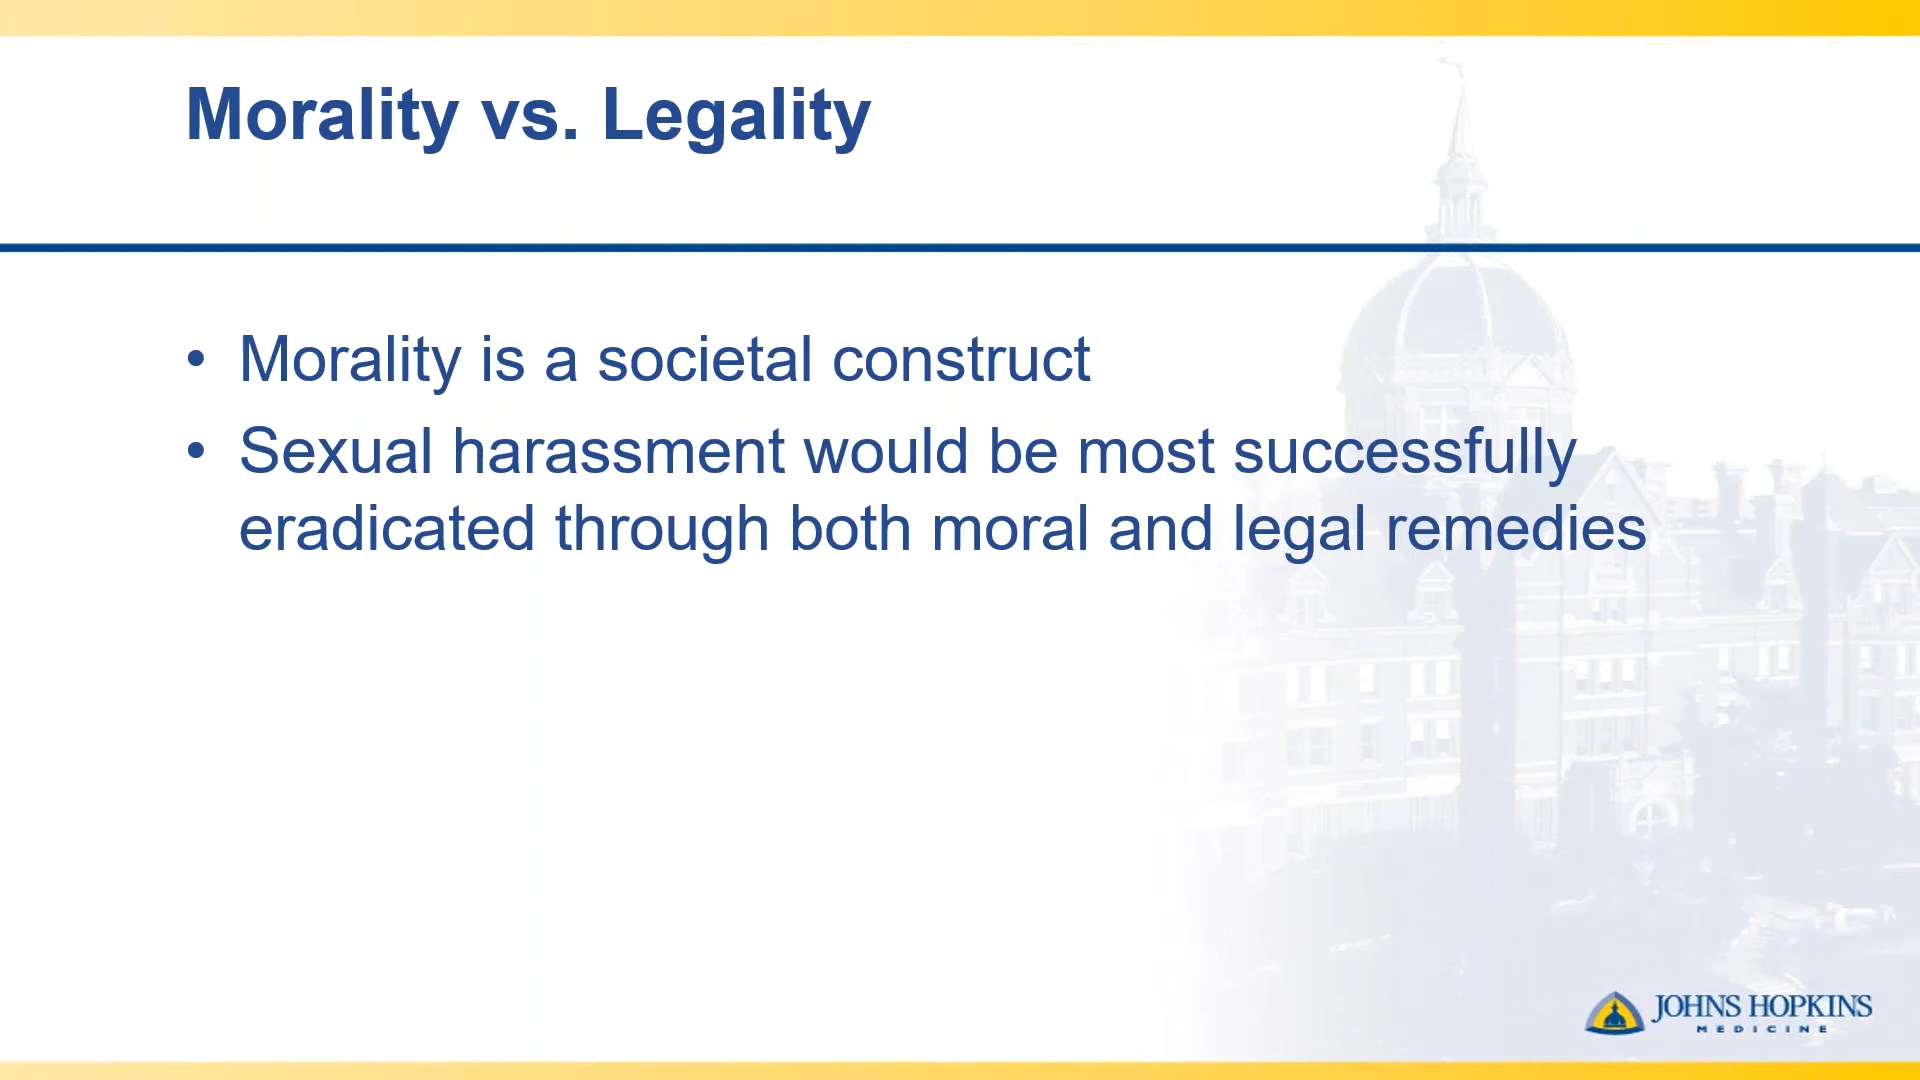 Morality vs. Legality
• Morality is a societal construct
• Sexual harassment would be most successfully
eradicated through both moral and legal remedies
JOHNS HOPKINS
MEDICINE